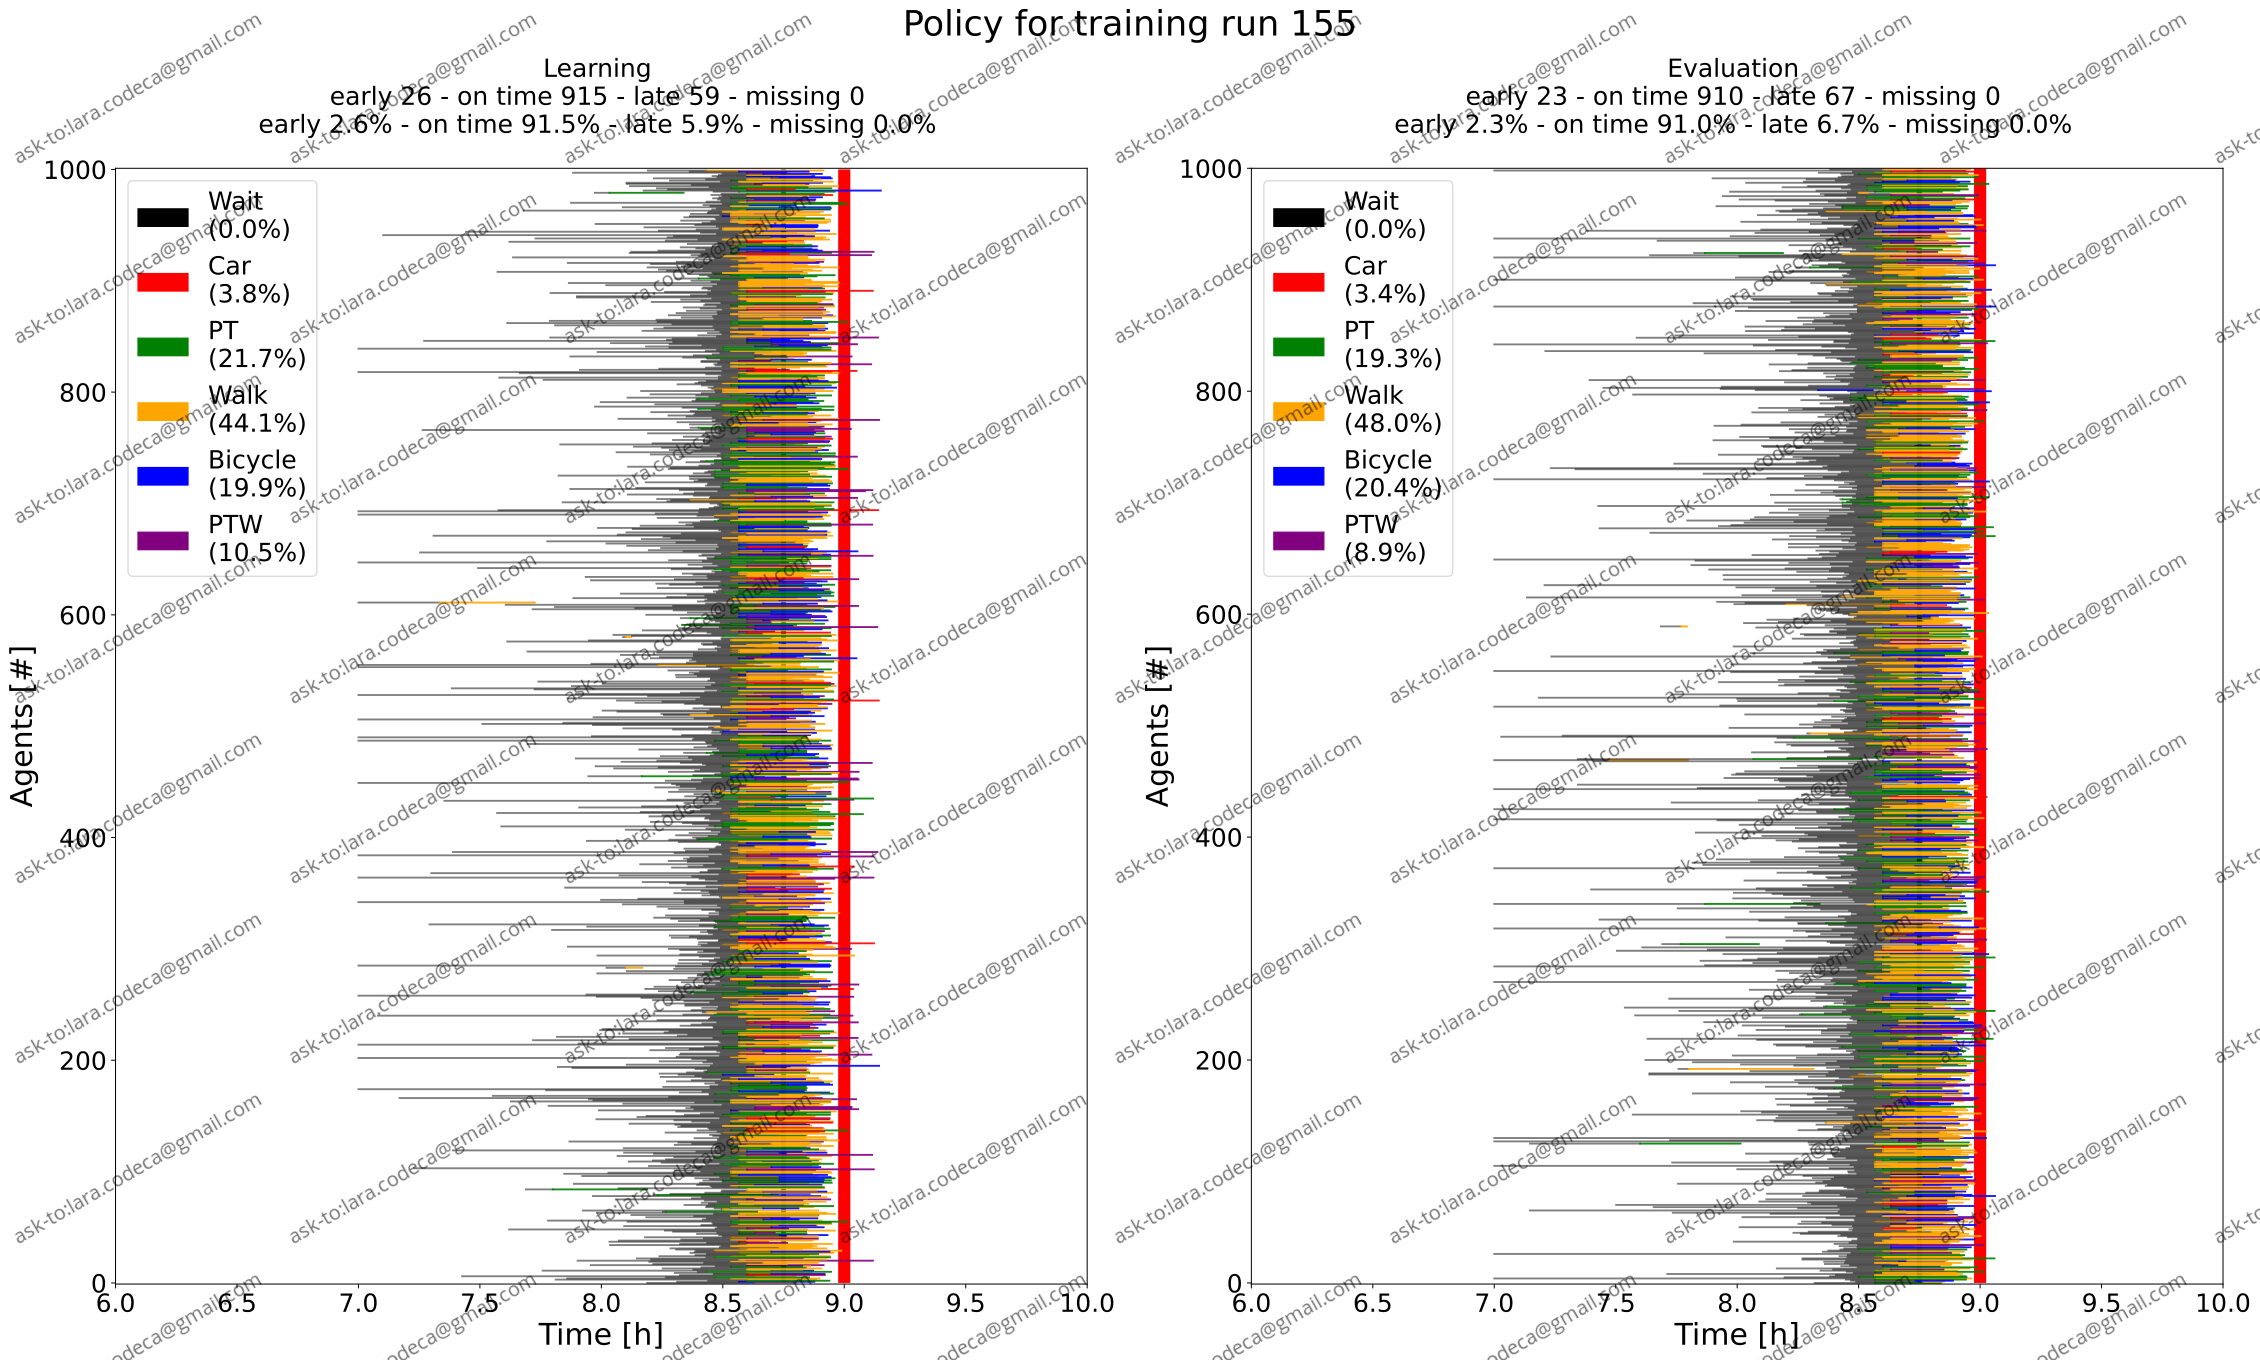 Policy for training run 155
Learning
early 26 - on time 915 - late 59 - missing 0
early 2.6% - on time 91.5% - late 5.9% - missing 0.0%
Evaluation
early 23 - on time 910 - late 67 - missing 0
early 2.3% - on time 91.0% - late 6.7% - missing 0.0%
Wait
(0.0%)
Car
(3.8%)
PT
(21.7%)
Walk
(44.1%)
Bicycle
(19.9%)
PTW
(10.5%)
Agents [#]
1000
800
600
400
200
0
6.0 6.5 7.0 7.5 8.0 8.5 9.0 9.5 10.0
Time [h]
Wait
(0.0%)
Car
(3.4%)
PT
(19.3%)
Walk
(48.0%)
Bicycle
(20.4%)
PTW
(8.9%)
Agents [#]
1000
800
600
400
200
0
6.0 6.5 7.0 7.5 8.0 8.5 9.0 9.5 10.0
Time [h]
ask-to:lara.codeca@gmail.com